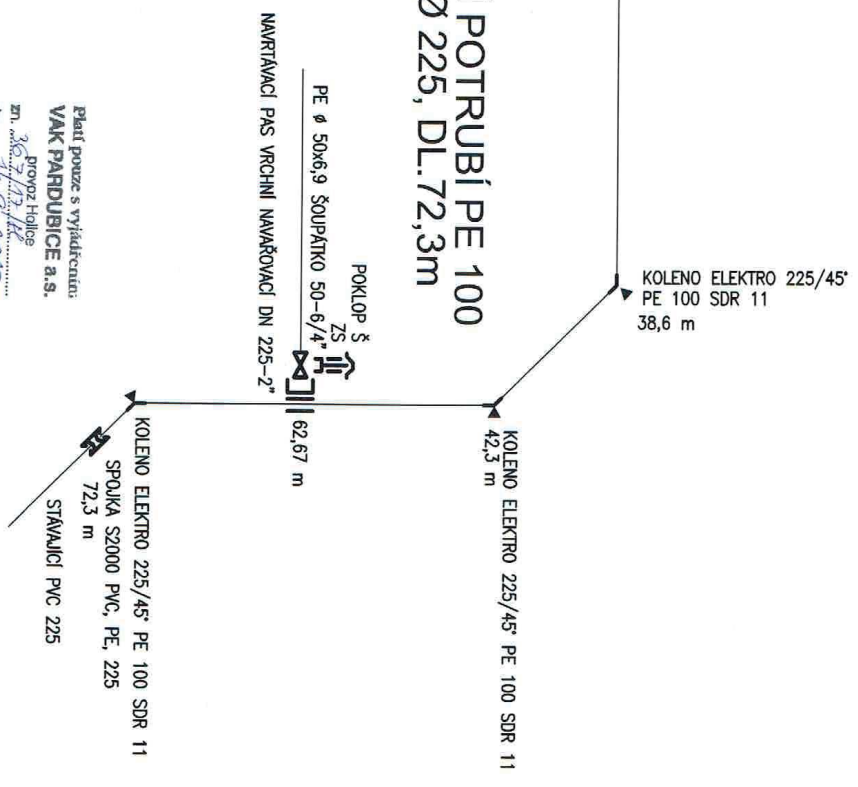 KOLENO ELEKTRO 225/45°
PE 100 SDR 11
38,6 m
POTRUBÍ PE 100
Ø 225, DL.72,3m
KOLENO ELEKTRO 225/45° PE 100 SDR 11
42,3 m
POKLOP Š
ZS
PE ø 50x6,9 ŠOUPÁTKO 50-6/4"
NAVRTÁVACÍ PAS VRCHNÍ NAVAŘOVACÍ DN 225-2"
62,67 m
KOLENO ELEKTRO 225/45° PE 100 SDR 11
SPOJKA S2000 PVC, PE, 225
72,3 m
STÁVAJÍCÍ PVC 225
Platí pouze s vyjádřením
VAK PARDUBICE a.s.
provoz Holice
zn.